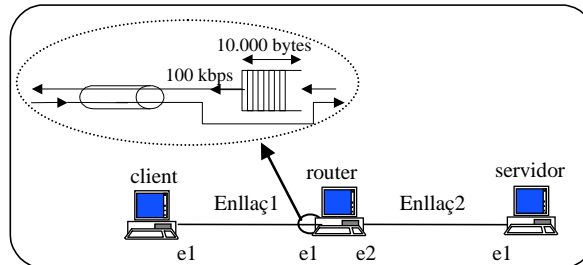 10.000 bytes
100 kbps
client
router
servidor
Enllaç1
Enllaç2
e1
e1
e2
e1